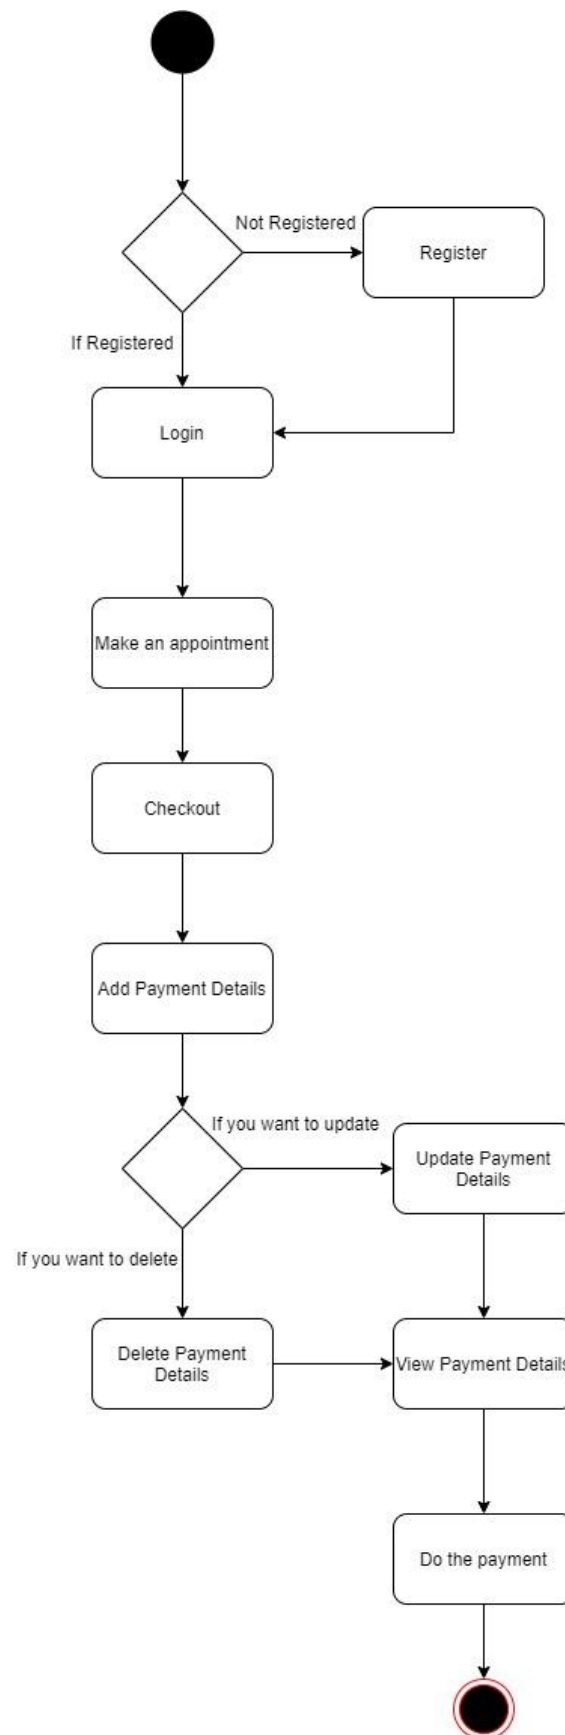 Not Registered
Register
If Registered
Login
Make an appointment
Checkout
Add Payment Details
If you want to update
Update Payment
Details
If you want to delete
Delete Payment
Details
View Payment Details
Do the payment